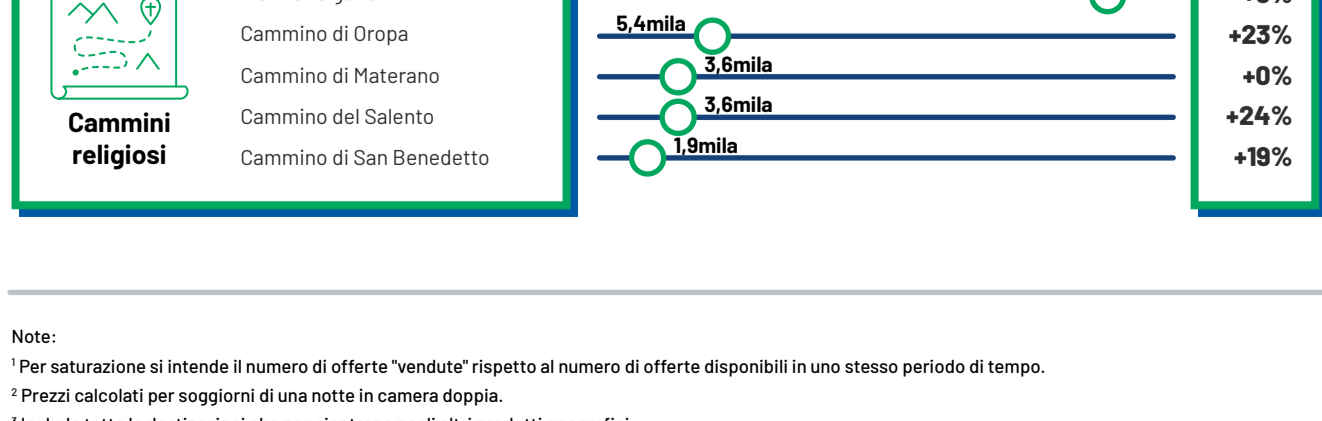 Cammino di Oropa
5,4mila
+23%
Cammino di Materano
3,6mila
+0%
Cammini
religiosi
Cammino del Salento
3,6mila
+24%
Cammino di San Benedetto
1,9mila
+19%
Note:
¹ Per saturazione si intende il numero di offerte "vendute" rispetto al numero di offerte disponibili in uno stesso periodo di tempo.
² Prezzi calcolati per soggiorni di una notte in camera doppia.